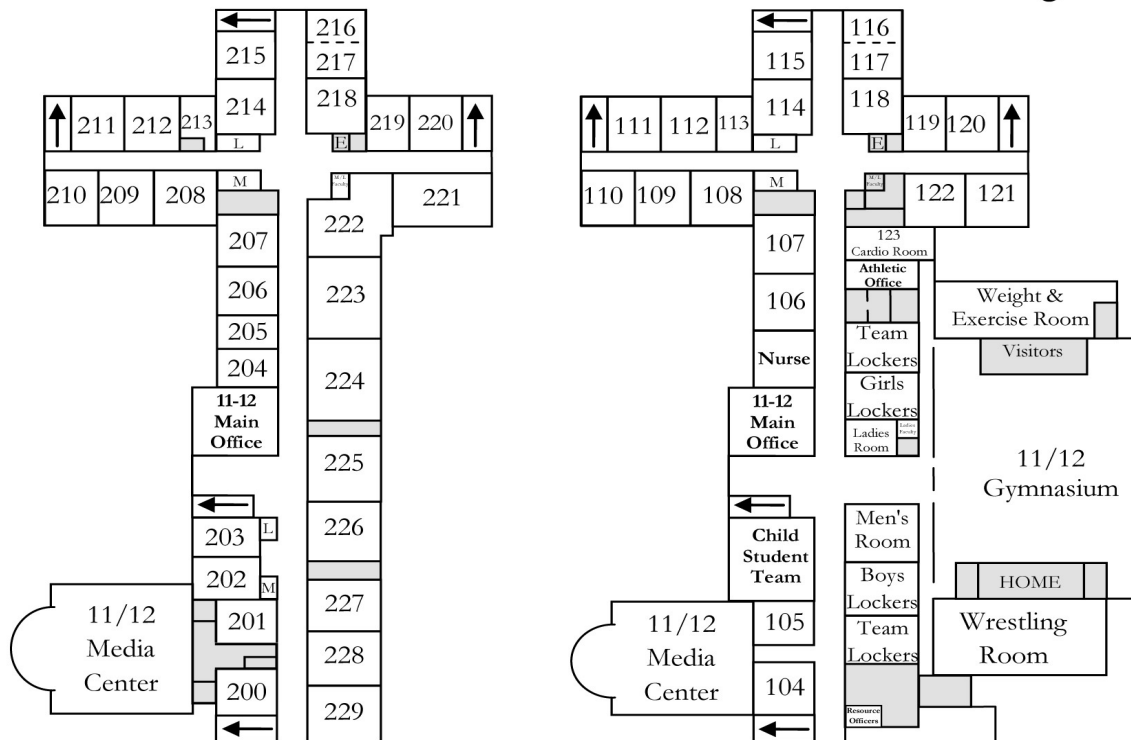 216
215
217
214
218
211
212
213
219
220
L
E
M
M/L
Faculty
210
209
208
221
222
207
223
206
205
204
224
11-12
Main
Office
225
226
203
L
202
M
227
201
11/12
Media
Center
228
200
229
116
115
117
114
118
111
112
113
119
120
L
E
M
M/L
Faculty
110
109
108
122
121
107
123
Cardio Room
Athletic
Office
106
Weight &
Exercise Room
Team
Lockers
Visitors
Nurse
Girls
Lockers
11-12
Main
Office
Ladies
Room
Ladies
Faculty
11/12
Gymnasium
Men's
Room
Child
Student
Team
Boys
Lockers
HOME
105
11/12
Media
Center
Team
Lockers
Wrestling
Room
104
Resource
Officers